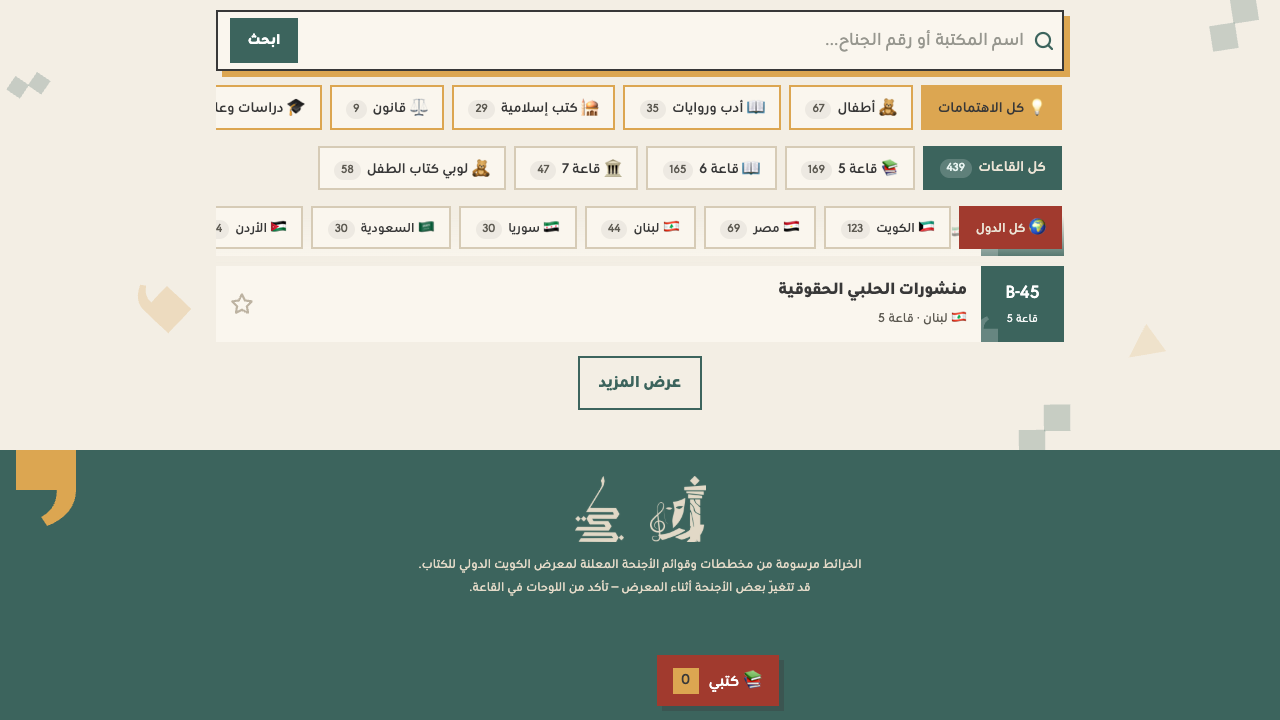 اسم المكتبة أو رقم الجناح...
ابحث
كل الاهتمامات
أطفال 67
أدب وروايات 35
كتب إسلامية 29
قانون 9
دراسات وعا
كل القاعات 439
قاعة 5 169
قاعة 6 165
قاعة 7 47
لوبي كتاب الطفل 58
كل الدول
الكويت 123
مصر 69
لبنان 44
سوريا 30
السعودية 30
الأردن
B-45
قاعة 5
منشورات الحلبي الحقوقية
لبنان · قاعة 5
عرض المزيد
الخرائط مرسومة من مخططات وقوائم الأجنحة المعلنة لمعرض الكويت الدولي للكتاب.
قد تتغيّر بعض الأجنحة أثناء المعرض – تأكد من اللوحات في القاعة.
كتبي 0